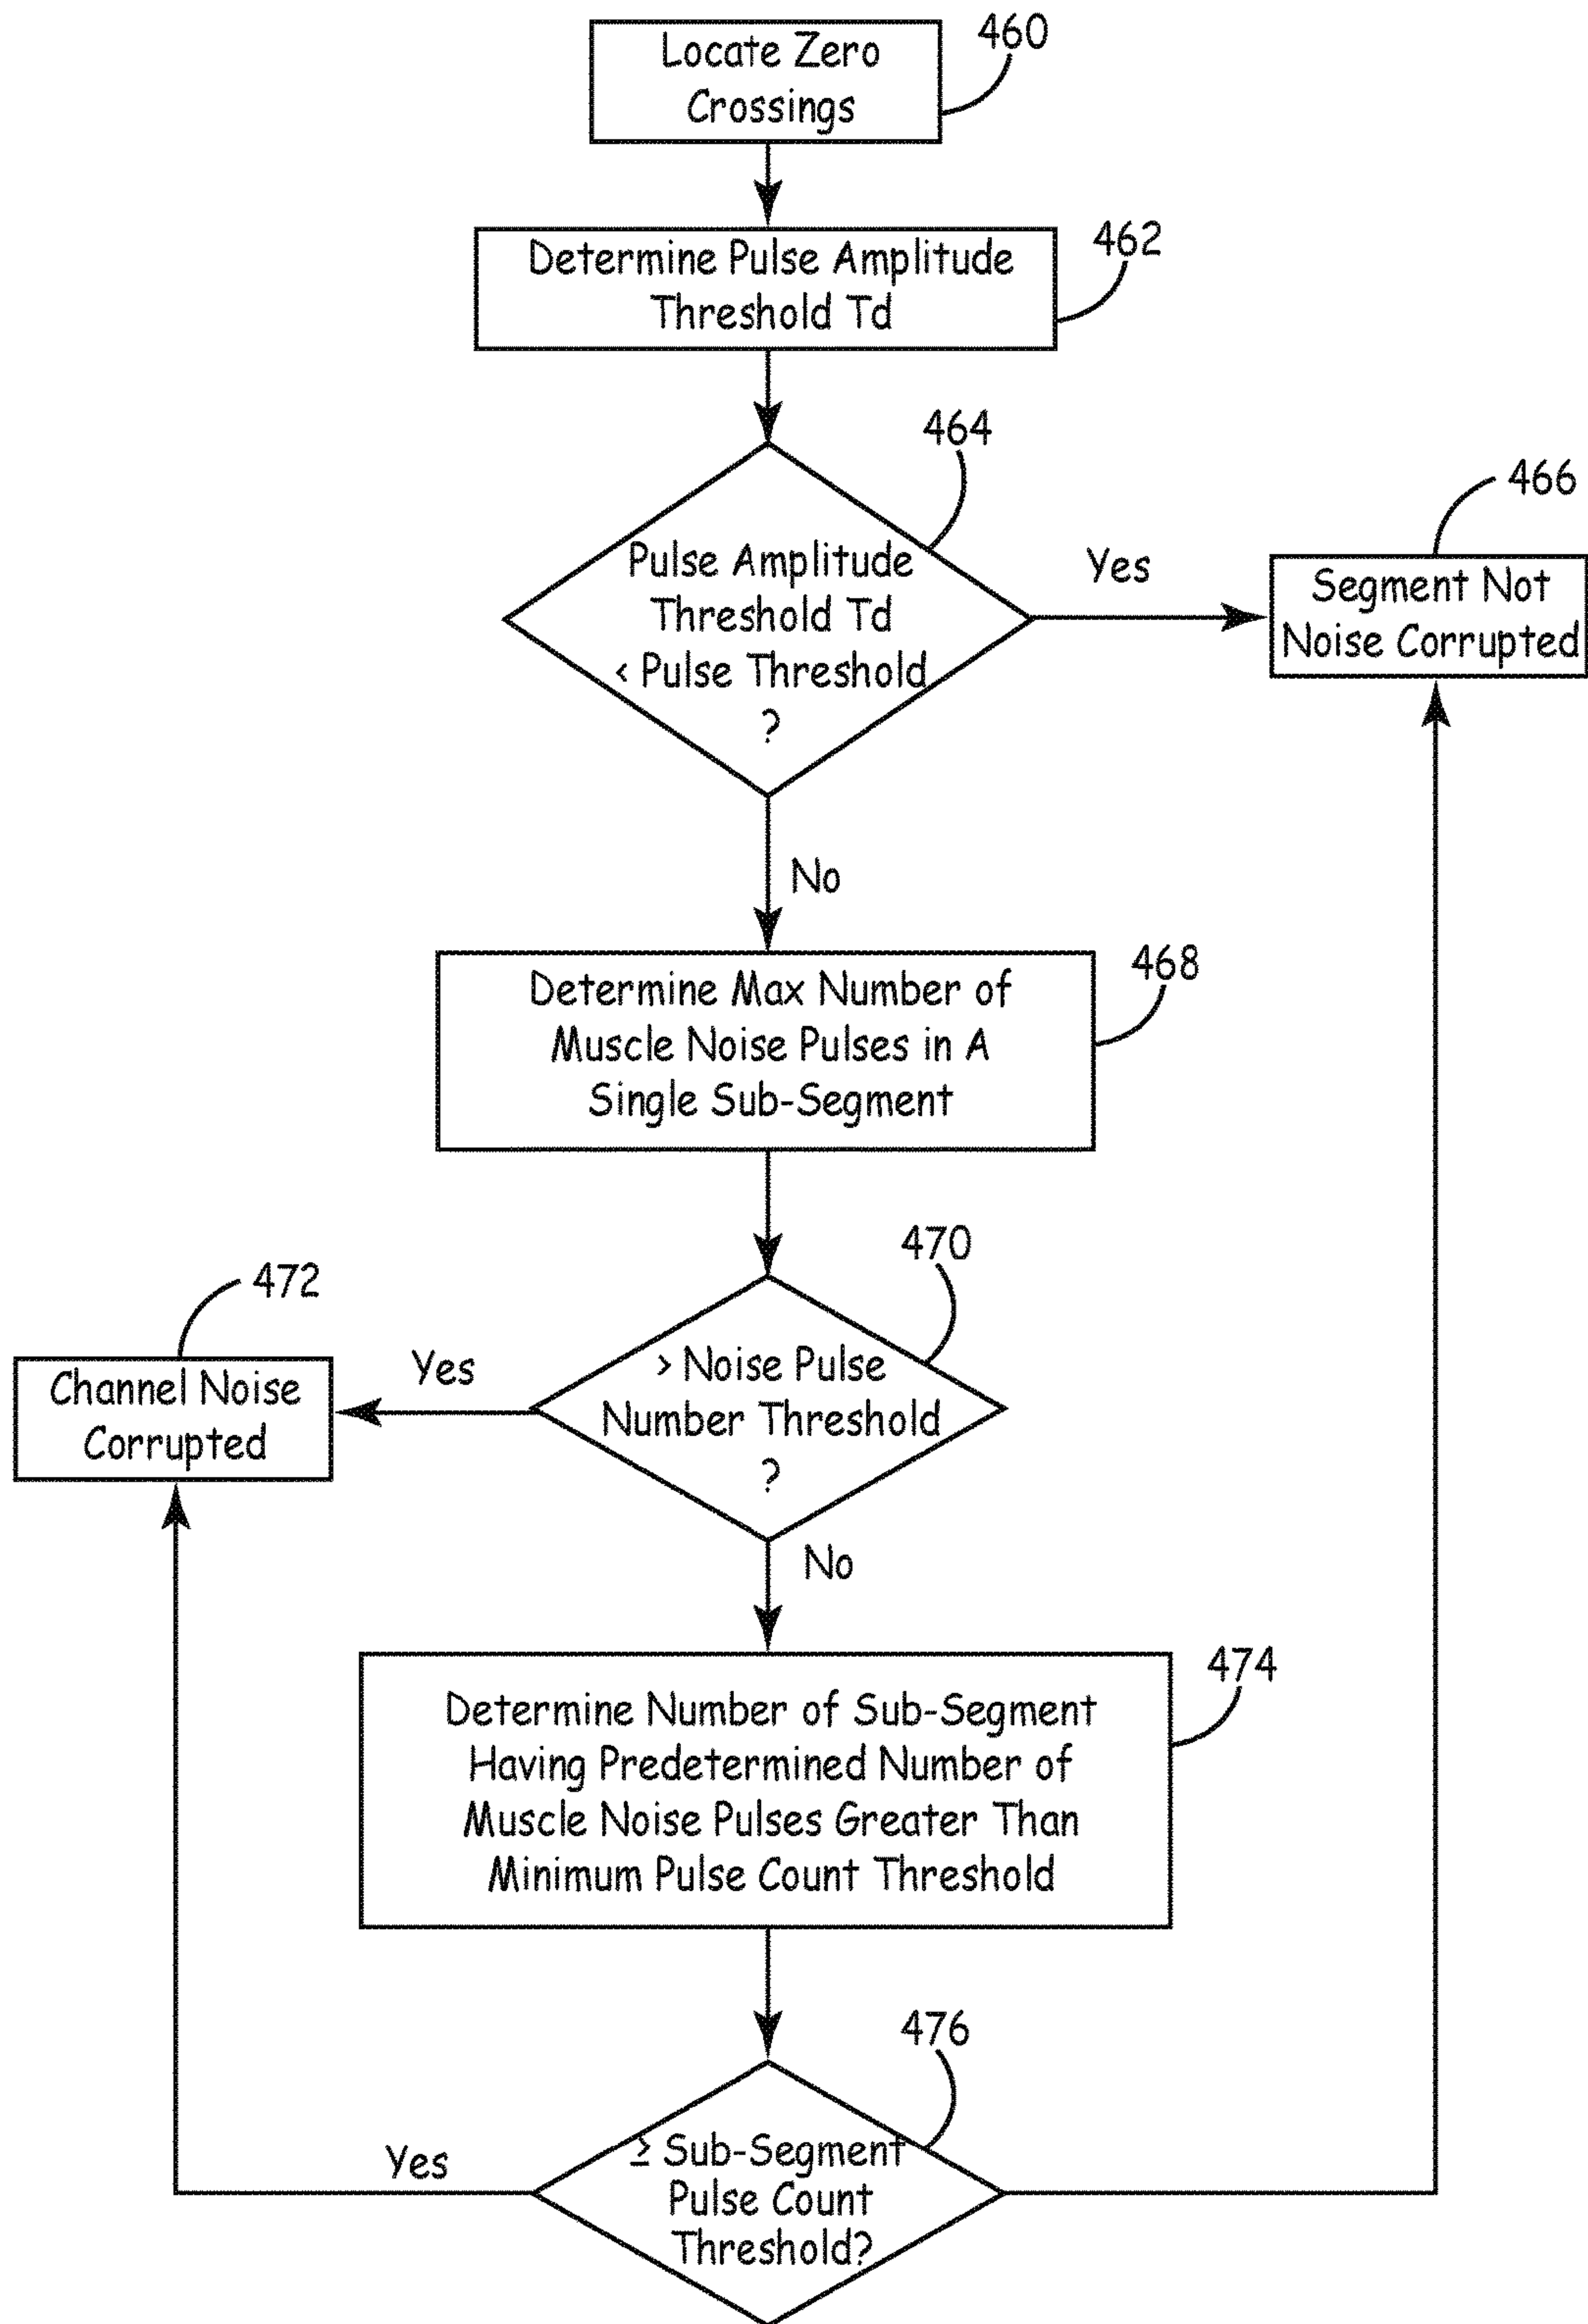 Locate Zero
Crossings
460
Determine Pulse Amplitude
Threshold Td
462
464
Pulse Amplitude
Threshold Td
< Pulse Threshold
?
Yes
466
Segment Not
Noise Corrupted
No
468
Determine Max Number of
Muscle Noise Pulses in A
Single Sub-Segment
470
> Noise Pulse
Number Threshold
?
Yes
472
Channel Noise
Corrupted
No
474
Determine Number of Sub-Segment
Having Predetermined Number of
Muscle Noise Pulses Greater Than
Minimum Pulse Count Threshold
476
≥ Sub-Segment
Pulse Count
Threshold?
Yes